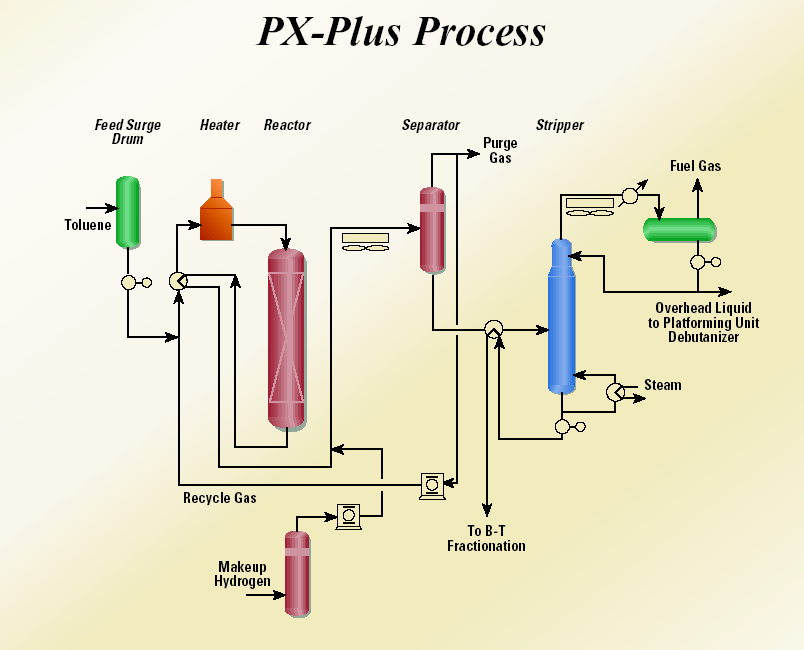 PX-Plus Process
Feed Surge
Drum
Heater
Reactor
Separator
Stripper
Purge
Gas
Fuel Gas
Toluene
Overhead Liquid
to Platforming Unit
Debutanizer
Steam
Recycle Gas
To B-T
Fractionation
Makeup
Hydrogen